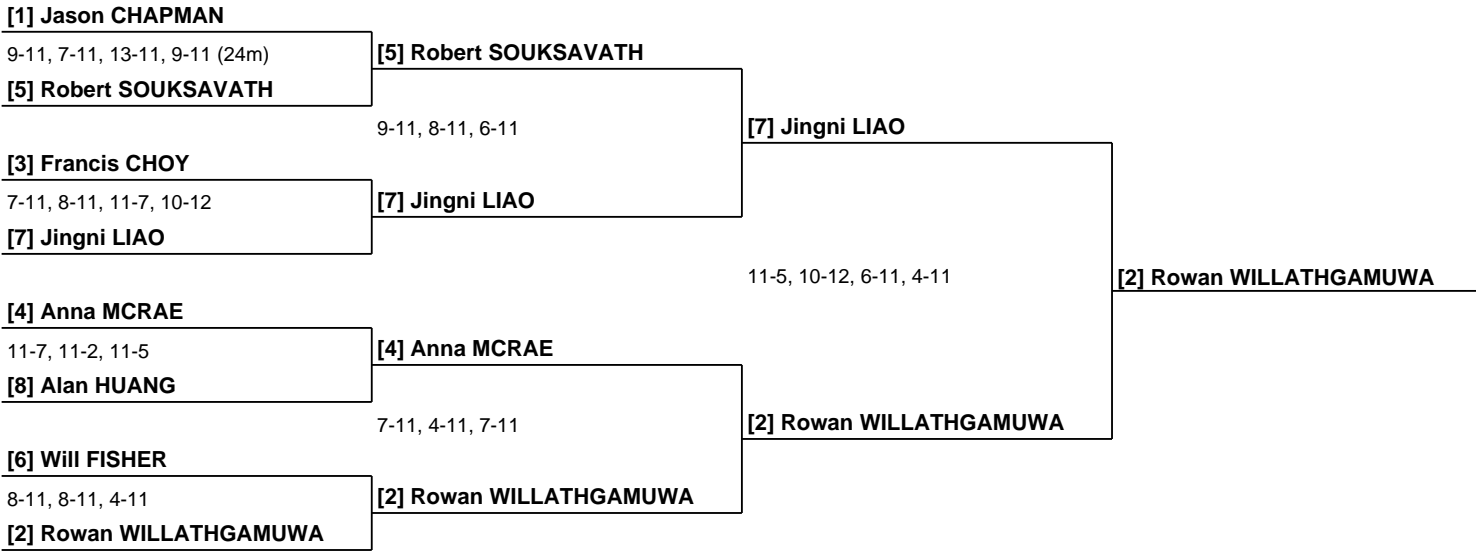 [1] Jason CHAPMAN
9-11, 7-11, 13-11, 9-11 (24m)
[5] Robert SOUKSAVATH
[5] Robert SOUKSAVATH
9-11, 8-11, 6-11
[7] Jingni LIAO
[3] Francis CHOY
7-11, 8-11, 11-7, 10-12
[7] Jingni LIAO
[7] Jingni LIAO
11-5, 10-12, 6-11, 4-11
[2] Rowan WILLATHGAMUWA
[4] Anna MCRAE
11-7, 11-2, 11-5
[4] Anna MCRAE
[8] Alan HUANG
7-11, 4-11, 7-11
[2] Rowan WILLATHGAMUWA
[6] Will FISHER
8-11, 8-11, 4-11
[2] Rowan WILLATHGAMUWA
[2] Rowan WILLATHGAMUWA